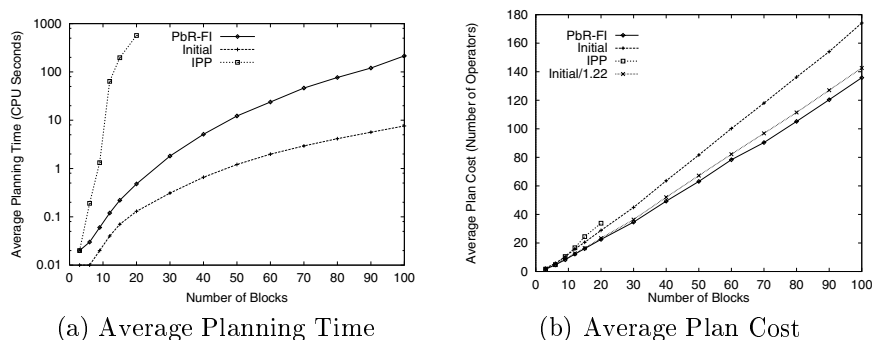 1000
100
10
1
0.1
0.01
Average Planning Time (CPU Seconds)
PbR-FI
Initial
IPP
0 10 20 30 40 50 60 70 80 90 100
Number of Blocks
(a) Average Planning Time
180
160
140
120
100
80
60
40
20
0
Average Plan Cost (Number of Operators)
PbR-FI
Initial
IPP
Initial/1.22
0 10 20 30 40 50 60 70 80 90 100
Number of Blocks
(b) Average Plan Cost